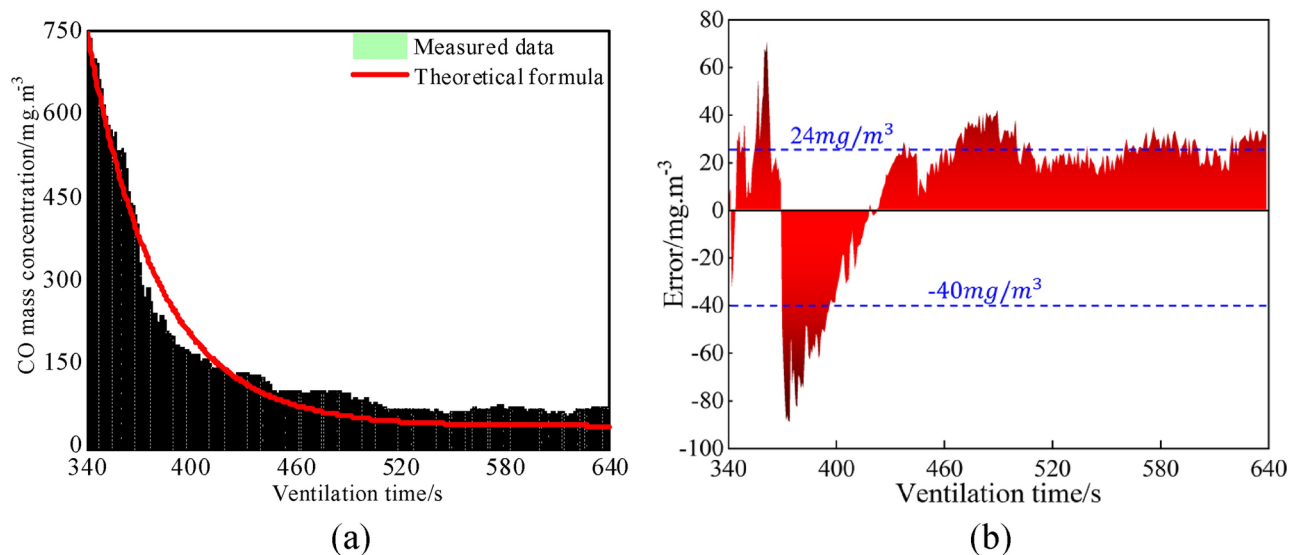 750
600
450
300
150
0
CO mass concentration/mg.m-3
Measured data
Theoretical formula
340 400 460 520 580 640
Ventilation time/s
(a)
80
60
40
20
0
-20
-40
-60
-80
-100
Error/mg.m-3
24mg/m3
-40mg/m3
340 400 460 520 580 640
Ventilation time/s
(b)